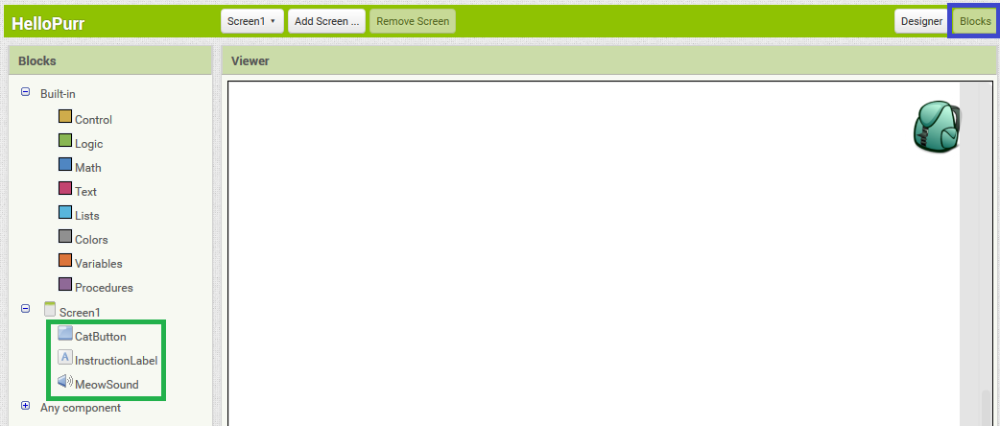 HelloPurr Screen1 Add Screen ... Remove Screen Designer Blocks
Blocks
Viewer
Built-in
Control
Logic
Math
Text
Lists
Colors
Variables
Procedures
Screen1
CatButton
A InstructionLabel
MeowSound
Any component